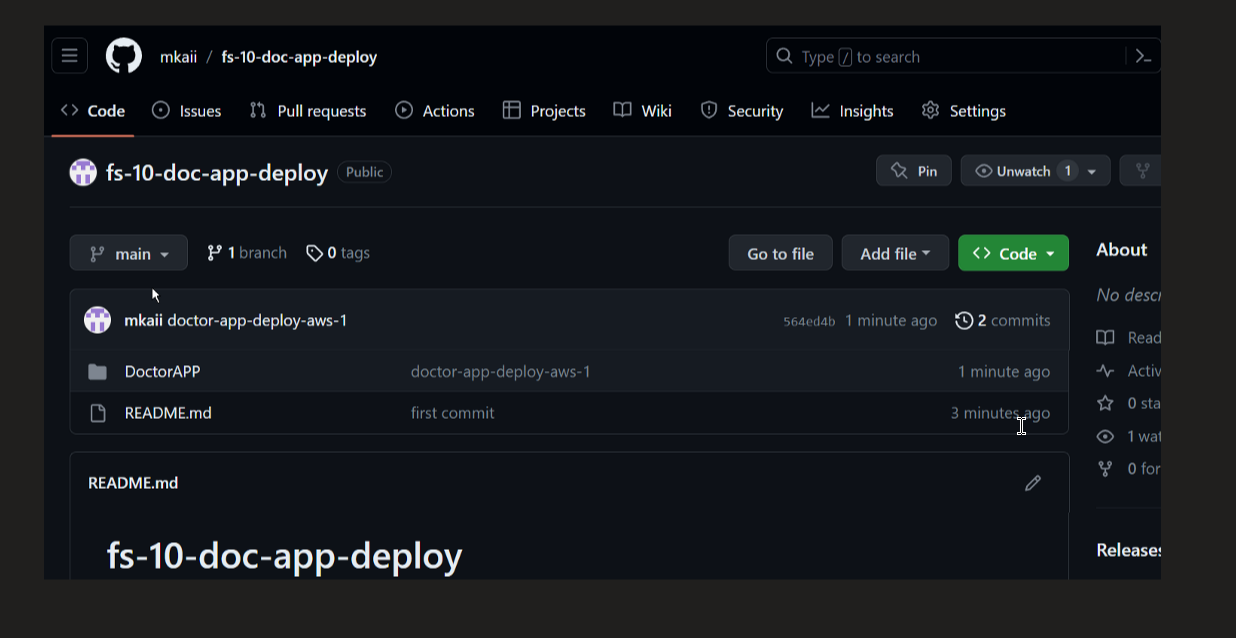 mkaii / fs-10-doc-app-deploy
Type / to search
Code Issues Pull requests Actions Projects Wiki Security Insights Settings
fs-10-doc-app-deploy Public Pin Unwatch 1
main 1 branch 0 tags Go to file Add file Code
About
No descr
mkaii doctor-app-deploy-aws-1 564ed4b 1 minute ago 2 commits
Read
DoctorAPP doctor-app-deploy-aws-1 1 minute ago
Activ
0 sta
README.md first commit 3 minutes ago
1 wat
0 for
README.md
fs-10-doc-app-deploy
Releases